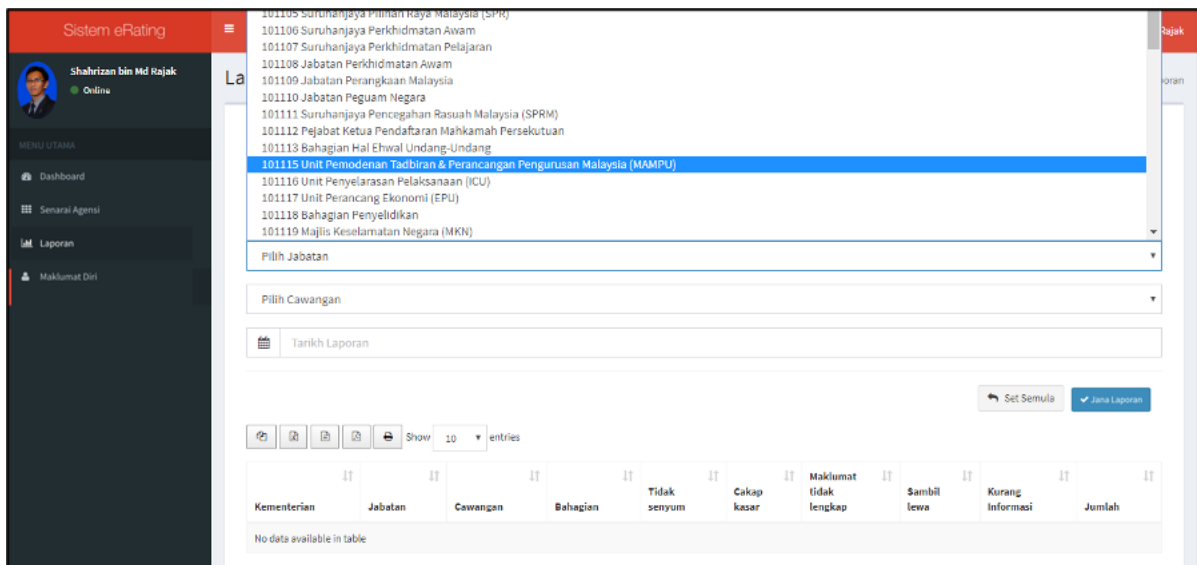 Sistem eRating
Rajak
Shahrizan bin Md Rajak
Online
MENU UTAMA
Dashboard
Senarai Agensi
Laporan
Maklumat Diri
La
oran
101105 Suruhanjaya Pilihan Raya Malaysia (SPR)
101106 Suruhanjaya Perkhidmatan Awam
101107 Suruhanjaya Perkhidmatan Pelajaran
101108 Jabatan Perkhidmatan Awam
101109 Jabatan Perangkaan Malaysia
101110 Jabatan Peguam Negara
101111 Suruhanjaya Pencegahan Rasuah Malaysia (SPRM)
101112 Pejabat Ketua Pendaftaran Mahkamah Persekutuan
101113 Bahagian Hal Ehwal Undang-Undang
101115 Unit Pemodenan Tadbiran & Perancangan Pengurusan Malaysia (MAMPU)
101116 Unit Penyelarasan Pelaksanaan (ICU)
101117 Unit Perancang Ekonomi (EPU)
101118 Bahagian Penyelidikan
101119 Majlis Keselamatan Negara (MKN)
Pilih Jabatan
Pilih Cawangan
Tarikh Laporan
Set Semula
Jana Laporan
Show 10 entries
Kementerian Jabatan Cawangan Bahagian Tidak senyum Cakap kasar Maklumat tidak lengkap Sambil lewa Kurang Informasi Jumlah
No data available in table